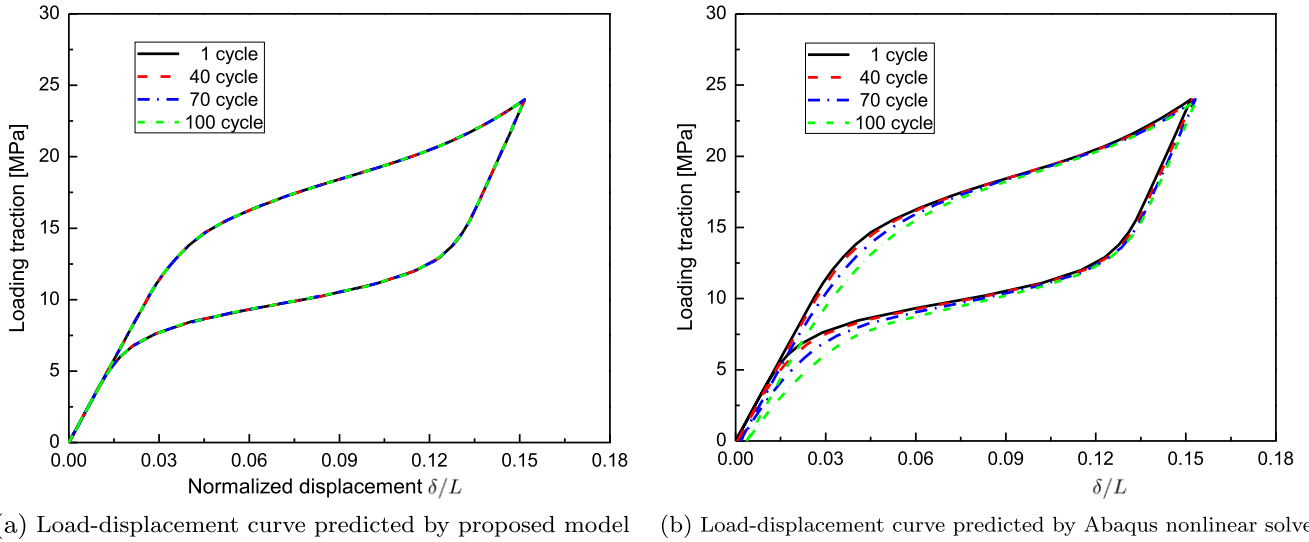 30
25
20
15
10
5
0
Loading traction [MPa]
1 cycle
40 cycle
70 cycle
100 cycle
0.00 0.03 0.06 0.09 0.12 0.15 0.18
Normalized displacement δ/L
(a) Load-displacement curve predicted by proposed model
30
25
20
15
10
5
0
Loading traction [MPa]
1 cycle
40 cycle
70 cycle
100 cycle
0.00 0.03 0.06 0.09 0.12 0.15 0.18
δ/L
(b) Load-displacement curve predicted by Abaqus nonlinear solve